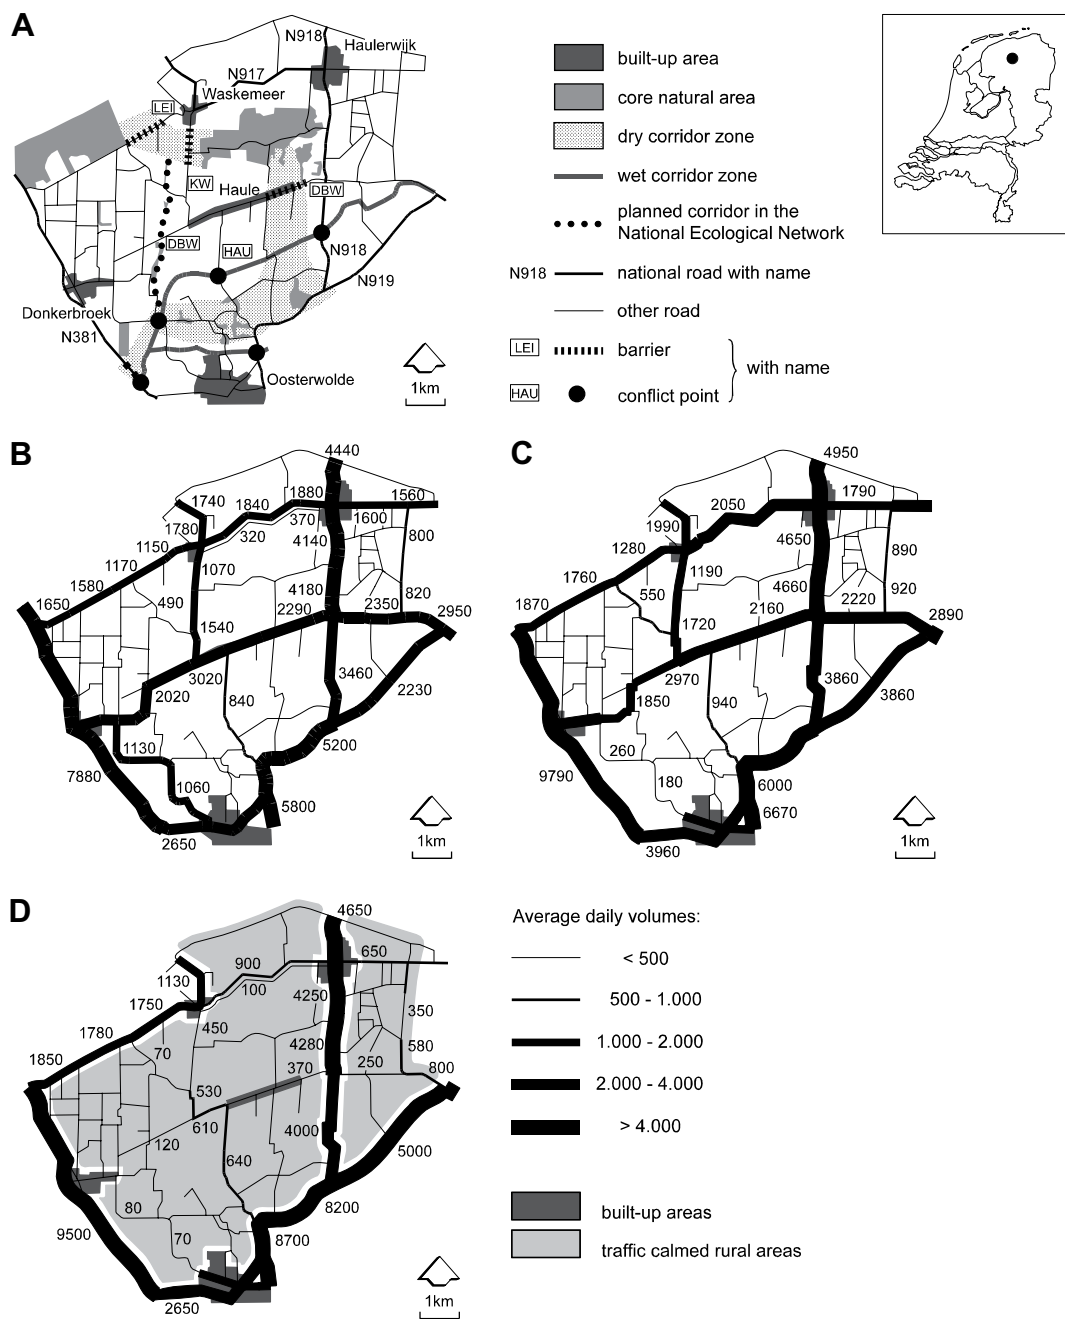 A
N918
Haulerwijk
N917
Waskemeer
LEI
KW
Haule
DBW
DBW
HAU
N918
N919
Donkerbroek
N381
Oosterwolde
1km
built-up area
core natural area
dry corridor zone
wet corridor zone
planned corridor in the
National Ecological Network
N918 national road with name
other road
LEI barrier
with name
HAU conflict point
B
4440
1740
1840
1880
1560
1780
320
370
1600
1150
4140
800
1170
1070
1580
490
4180
820
1650
2290
2350
2950
1540
3020
3460
2020
840
2230
1130
5200
7880
1060
5800
2650
1km
C
4950
2050
1790
1990
4650
1280
890
1760
1190
550
4660
920
1870
2160
2220
2890
1720
2970
3860
3860
1850
940
260
9790
180
6000
6670
3960
1km
D
4650
900
650
1130
100
4250
1750
350
1780
450
4280
580
1850
70
370
250
800
530
610
4000
120
640
5000
80
8200
9500
70
8700
2650
1km
Average daily volumes:
< 500
500 - 1.000
1.000 - 2.000
2.000 - 4.000
> 4.000
built-up areas
traffic calmed rural areas